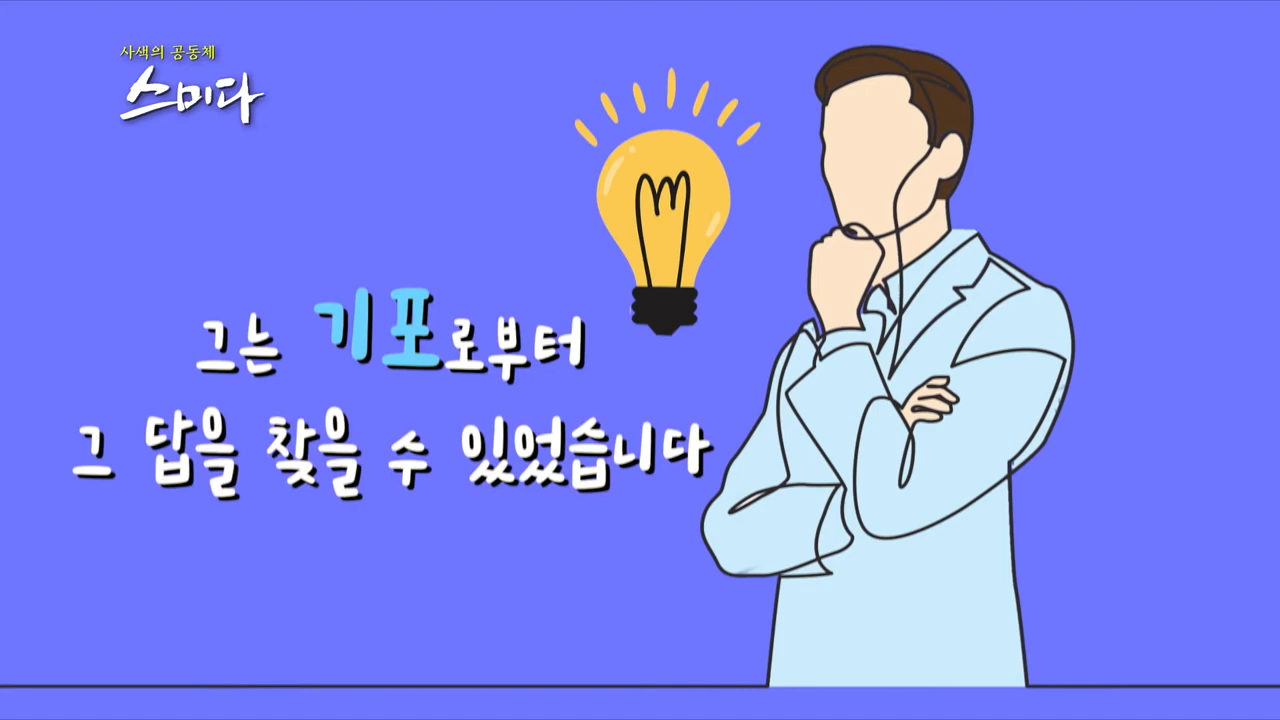 사색의 공동체
스미다
그는 기포로부터
그 답을 찾을 수 있었습니다